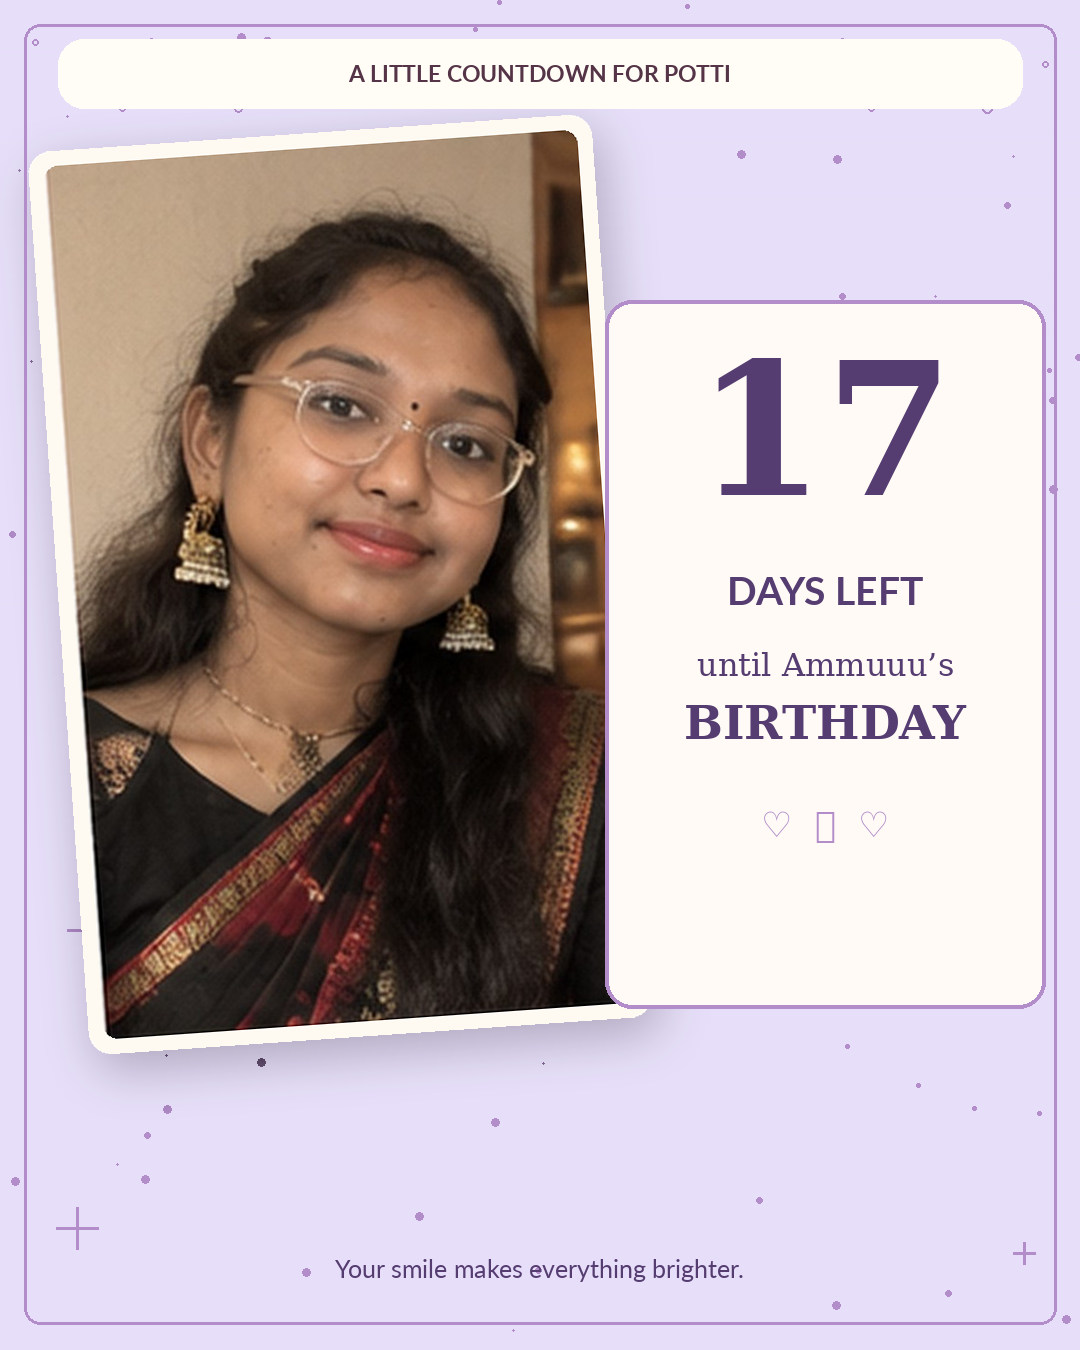 A LITTLE COUNTDOWN FOR POTTI
17
DAYS LEFT
until Ammuuu’s
BIRTHDAY
Your smile makes everything brighter.